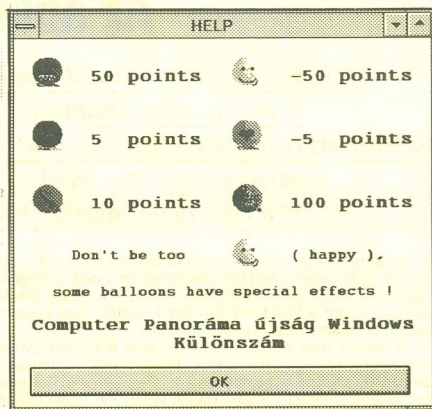 HELP
50 points -50 points
5 points -5 points
10 points 100 points
Don't be too ( happy ).
some balloons have special effects !
Computer Panoráma újság Windows
Különszám
OK